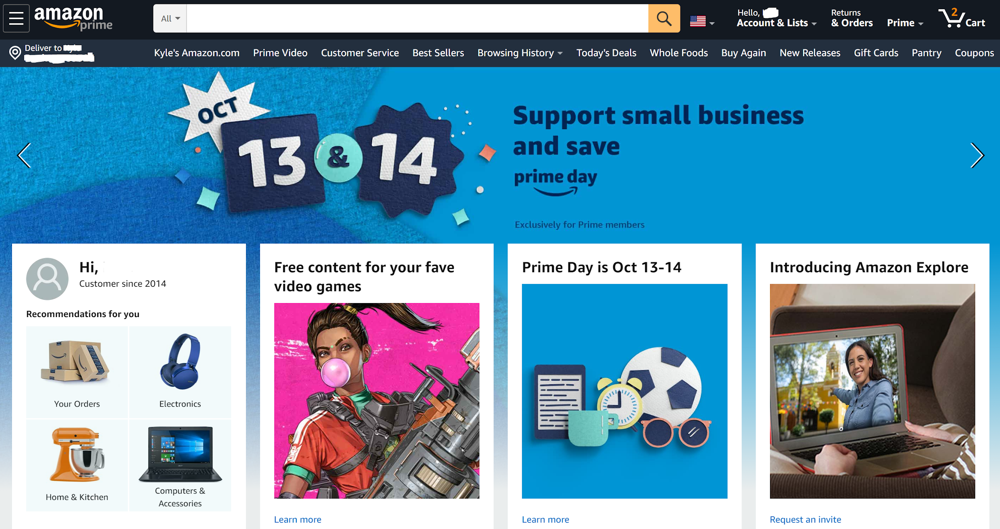 amazon prime
All
Hello,
Account & Lists
Returns
& Orders
Prime
2
Cart
Deliver to
Kyle's Amazon.com
Prime Video
Customer Service
Best Sellers
Browsing History
Today's Deals
Whole Foods
Buy Again
New Releases
Gift Cards
Pantry
Coupons
OCT
13 & 14
Support small business
and save
prime day
Exclusively for Prime members
Hi,
Customer since 2014
Recommendations for you
Your Orders
Electronics
Home & Kitchen
Computers &
Accessories
Free content for your fave
video games
Learn more
Prime Day is Oct 13-14
Learn more
Introducing Amazon Explore
Request an invite